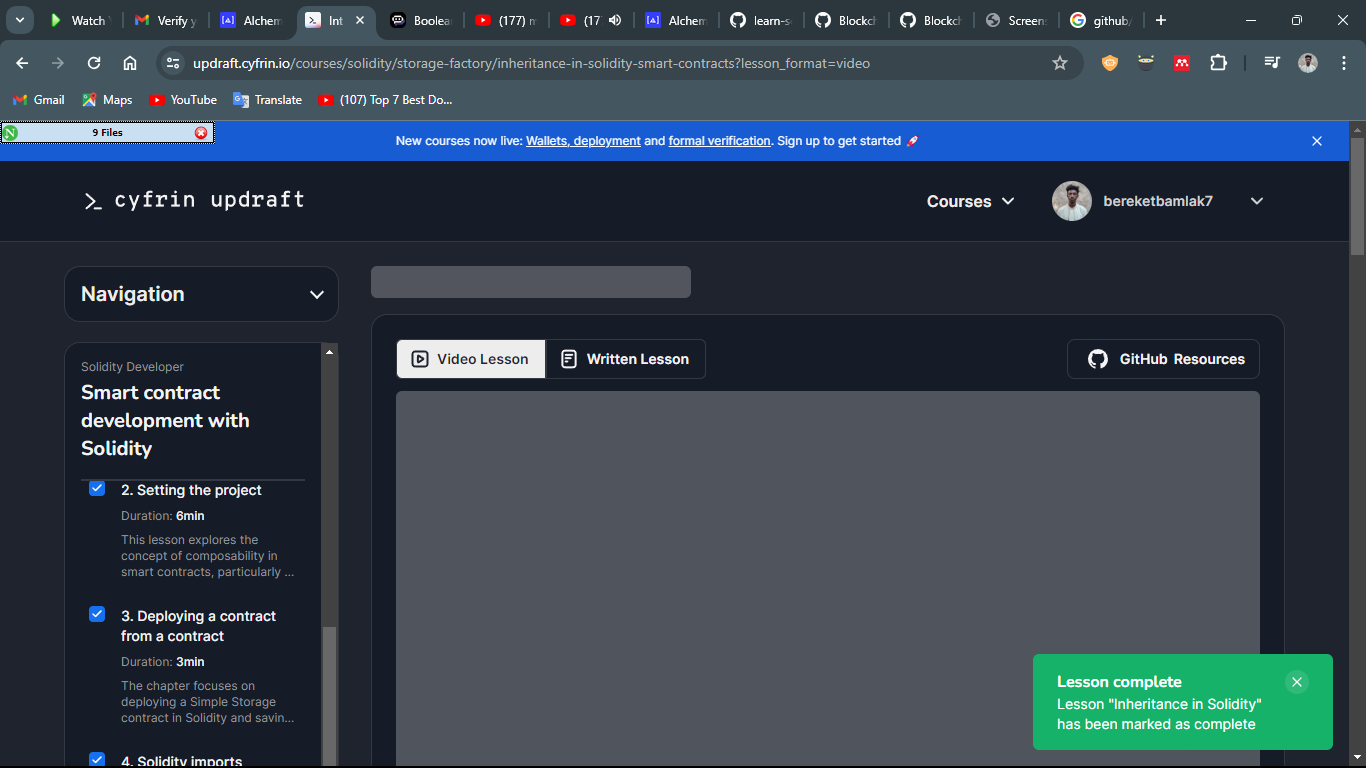 Watch
Verify y
Alchem
Int
Boolea
(177) m
(17
Alchem
learn-s
Blockch
Blockch
Screen
github/
updraft.cyfrin.io/courses/solidity/storage-factory/inheritance-in-solidity-smart-contracts?lesson_format=video
Gmail
Maps
YouTube
Translate
(107) Top 7 Best Do...
9 Files
New courses now live: Wallets, deployment and formal verification. Sign up to get started 🚀
>_ cyfrin updraft
Courses
bereketbamlak7
Navigation
Video Lesson
Written Lesson
GitHub Resources
Solidity Developer
Smart contract
development with
Solidity
2. Setting the project
Duration: 6min
This lesson explores the
concept of composability in
smart contracts, particularly ...
3. Deploying a contract
from a contract
Duration: 3min
The chapter focuses on
deploying a Simple Storage
contract in Solidity and savin...
4. Solidity imports
Lesson complete
Lesson "Inheritance in Solidity"
has been marked as complete